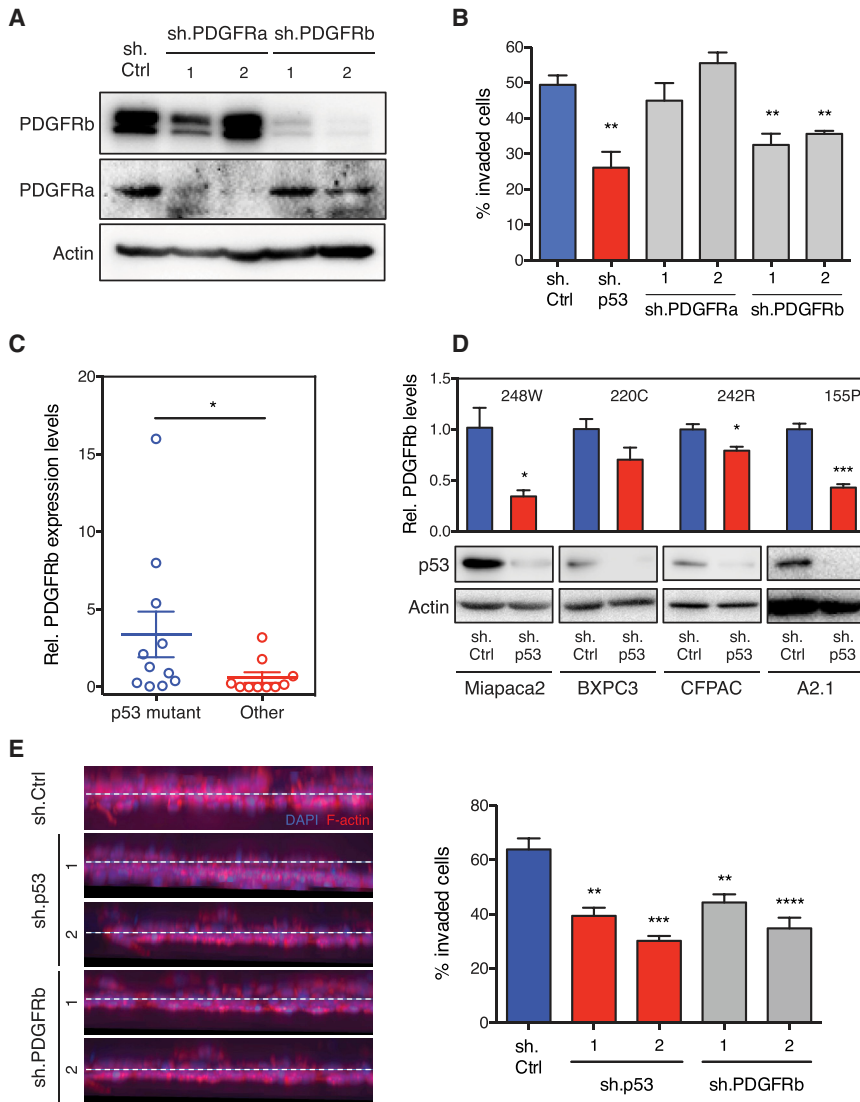 A
sh.
Ctrl
sh.PDGFRa
sh.PDGFRb
1 2 1 2
PDGFRb
PDGFRa
Actin
B
60
50
40
30
20
10
0
% invaded cells
** ** **
sh.
Ctrl
sh.
p53
1 2 1 2
sh.PDGFRa
sh.PDGFRb
C
20
15
10
5
0
Rel. PDGFRb expression levels
*
p53 mutant
Other
D
1.5
1.0
0.5
0.0
Rel. PDGFRb levels
248W 220C 242R 155P
* * ***
p53
Actin
sh.
Ctrl
sh.
p53
sh.
Ctrl
sh.
p53
sh.
Ctrl
sh.
p53
sh.
Ctrl
sh.
p53
Miapaca2 BXPC3 CFPAC A2.1
E
sh.Ctrl
DAPI F-actin
sh.p53
1
2
sh.PDGFRb
1
2
80
60
40
20
0
% invaded cells
** *** ** ****
sh.
Ctrl
1 2 1 2
sh.p53
sh.PDGFRb